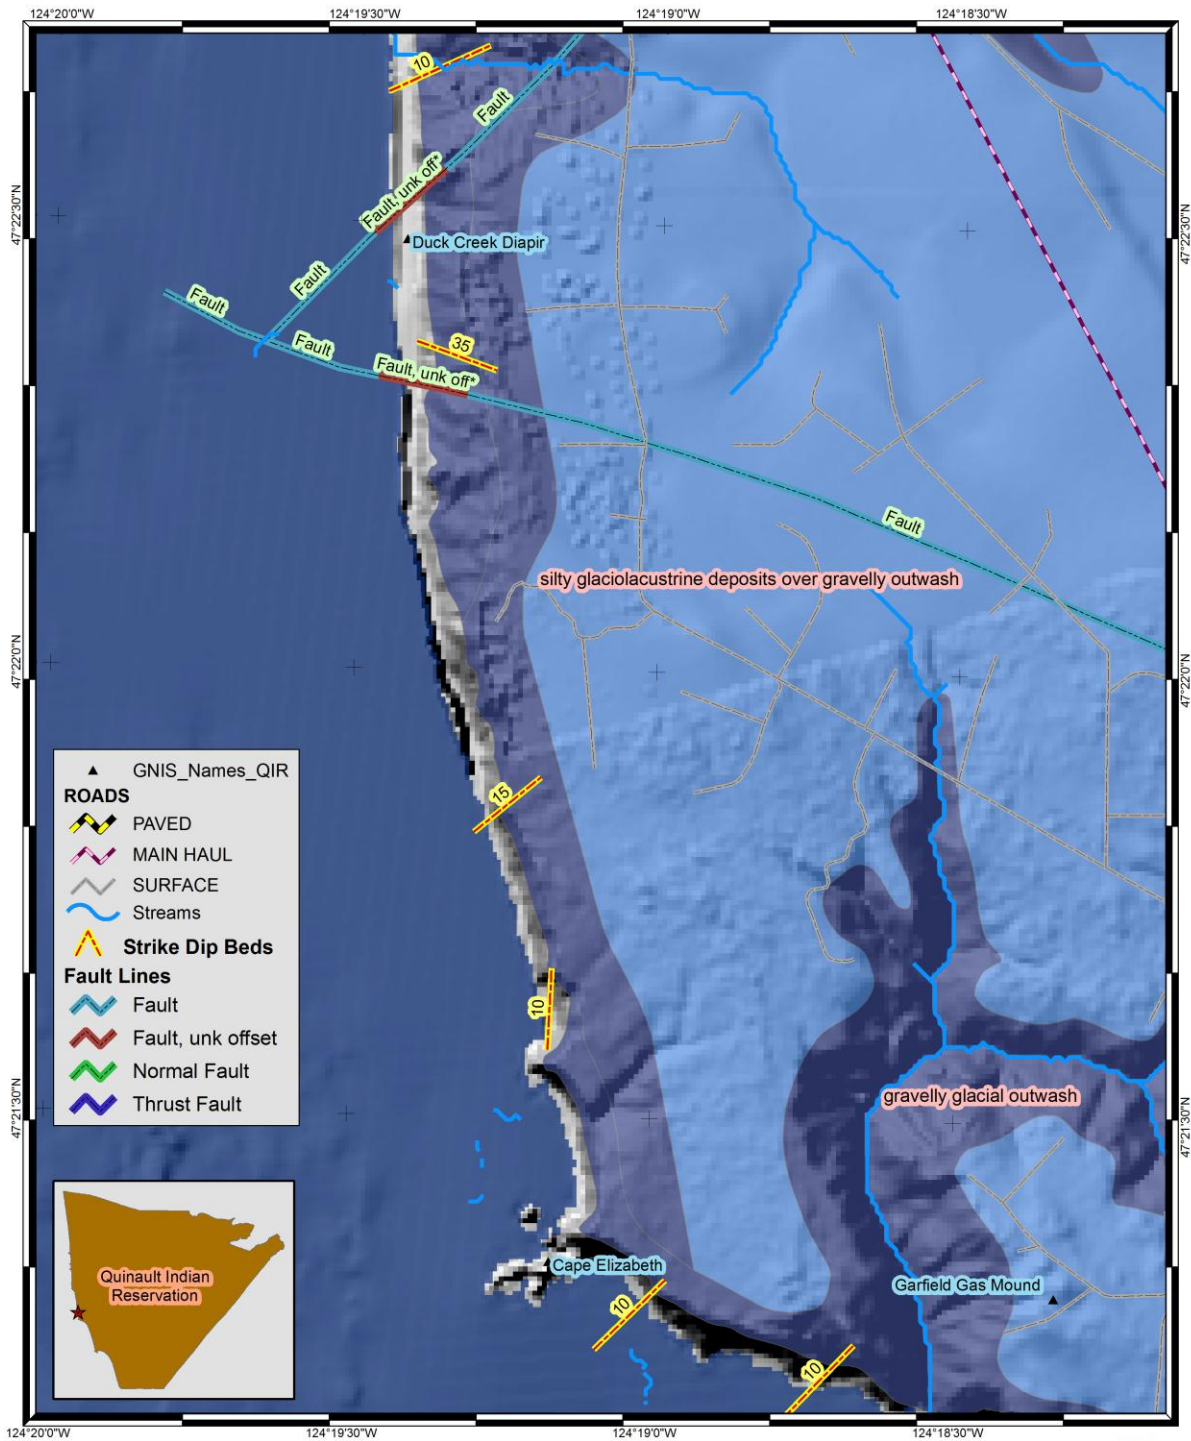 124°20'0"W
124°19'30"W
124°19'0"W
124°18'30"W
10
Fault
Fault, unk off*
47°22'30"N
47°22'30"N
Duck Creek Diapir
Fault
Fault
Fault
35
Fault, unk off*
Fault
silty glaciolacustrine deposits over gravelly outwash
47°22'0"N
47°22'0"N
15
GNIS_Names_QIR
ROADS
PAVED
MAIN HAUL
SURFACE
Streams
Strike Dip Beds
Fault Lines
Fault
Fault, unk offset
Normal Fault
Thrust Fault
10
gravelly glacial outwash
47°21'30"N
47°21'30"N
Quinault Indian
Reservation
Cape Elizabeth
Garfield Gas Mound
10
10
124°20'0"W
124°19'30"W
124°19'0"W
124°18'30"W